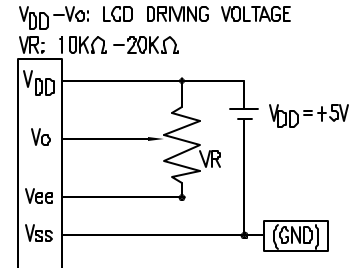 VDD-Vo: LCD DRIVING VOLTAGE
VR: 10KΩ-20KΩ
VDD
VDD=+5V
Vo
VR
Vee
Vss
(GND)